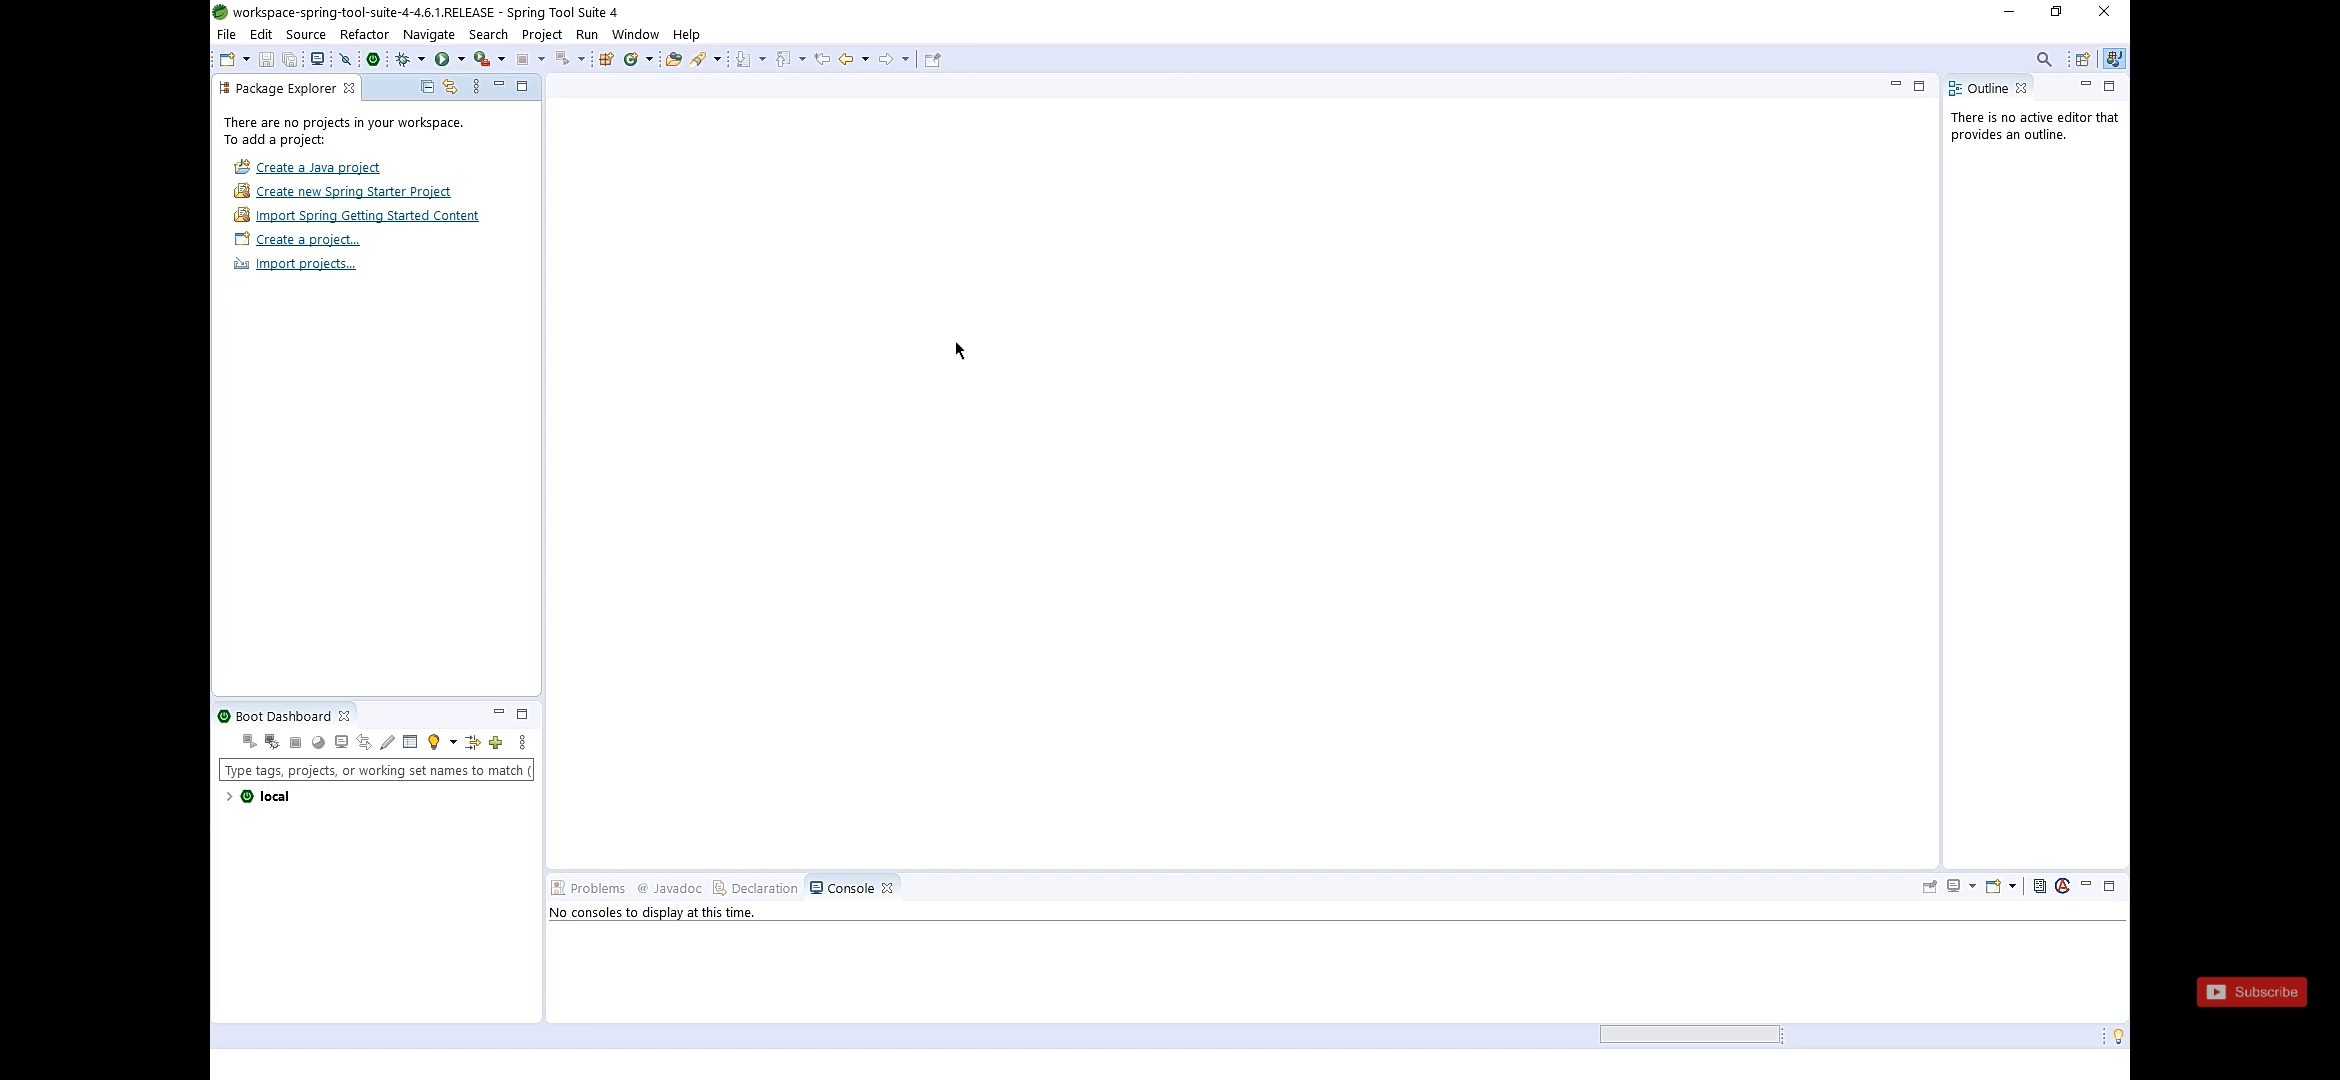 workspace-spring-tool-suite-4-4.6.1.RELEASE - Spring Tool Suite 4
File Edit Source Refactor Navigate Search Project Run Window Help
Package Explorer
There are no projects in your workspace.
To add a project:
Create a Java project
Create new Spring Starter Project
Import Spring Getting Started Content
Create a project...
Import projects...
Outline
There is no active editor that
provides an outline.
Boot Dashboard
Type tags, projects, or working set names to match (
local
Problems @ Javadoc Declaration Console
No consoles to display at this time.
Subscribe